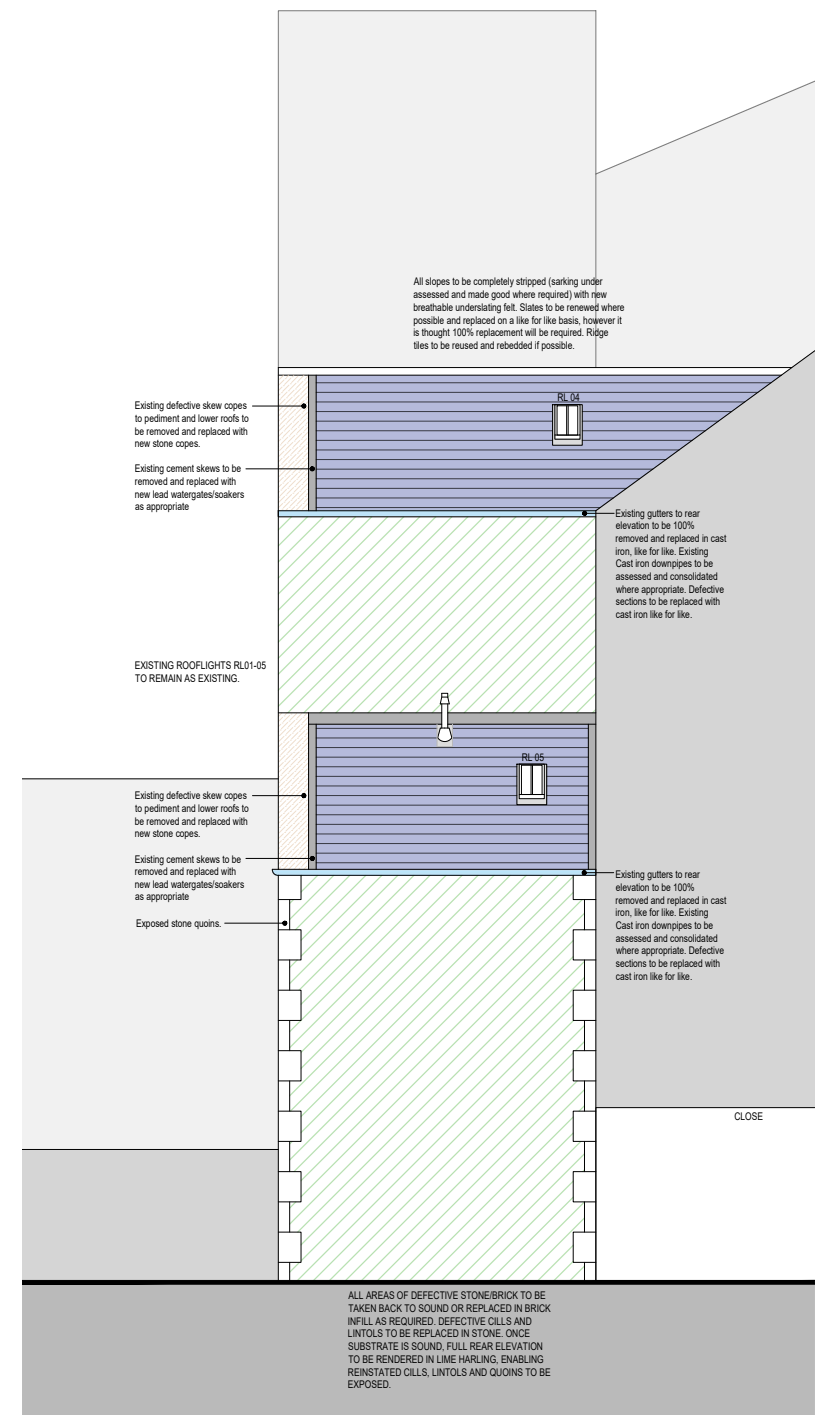 All slopes to be completely stripped (sarking under
assessed and made good where required) with new
breathable underslating felt. Slates to be renewed where
possible and replaced on a like for like basis, however it
is thought 100% replacement will be required. Ridge
tiles to be reused and rebedded if possible.
RL 04
Existing defective skew copes
to pediment and lower roofs to
be removed and replaced with
new stone copes.
Existing cement skews to be
removed and replaced with
new lead watergates/soakers
as appropriate
Existing gutters to rear
elevation to be 100%
removed and replaced in cast
iron, like for like. Existing
Cast iron downpipes to be
assessed and consolidated
where appropriate. Defective
sections to be replaced with
cast iron like for like.
EXISTING ROOFLIGHTS RL01-05
TO REMAIN AS EXISTING.
RL 05
Existing defective skew copes
to pediment and lower roofs to
be removed and replaced with
new stone copes.
Existing cement skews to be
removed and replaced with
new lead watergates/soakers
as appropriate
Exposed stone quoins.
Existing gutters to rear
elevation to be 100%
removed and replaced in cast
iron, like for like. Existing
Cast iron downpipes to be
assessed and consolidated
where appropriate. Defective
sections to be replaced with
cast iron like for like.
CLOSE
ALL AREAS OF DEFECTIVE STONE/BRICK TO BE
TAKEN BACK TO SOUND OR REPLACED IN BRICK
INFILL AS REQUIRED. DEFECTIVE CILLS AND
LINTOLS TO BE REPLACED IN STONE. ONCE
SUBSTRATE IS SOUND, FULL REAR ELEVATION
TO BE RENDERED IN LIME HARLING, ENABLING
REINSTATED CILLS, LINTOLS AND QUOINS TO BE
EXPOSED.